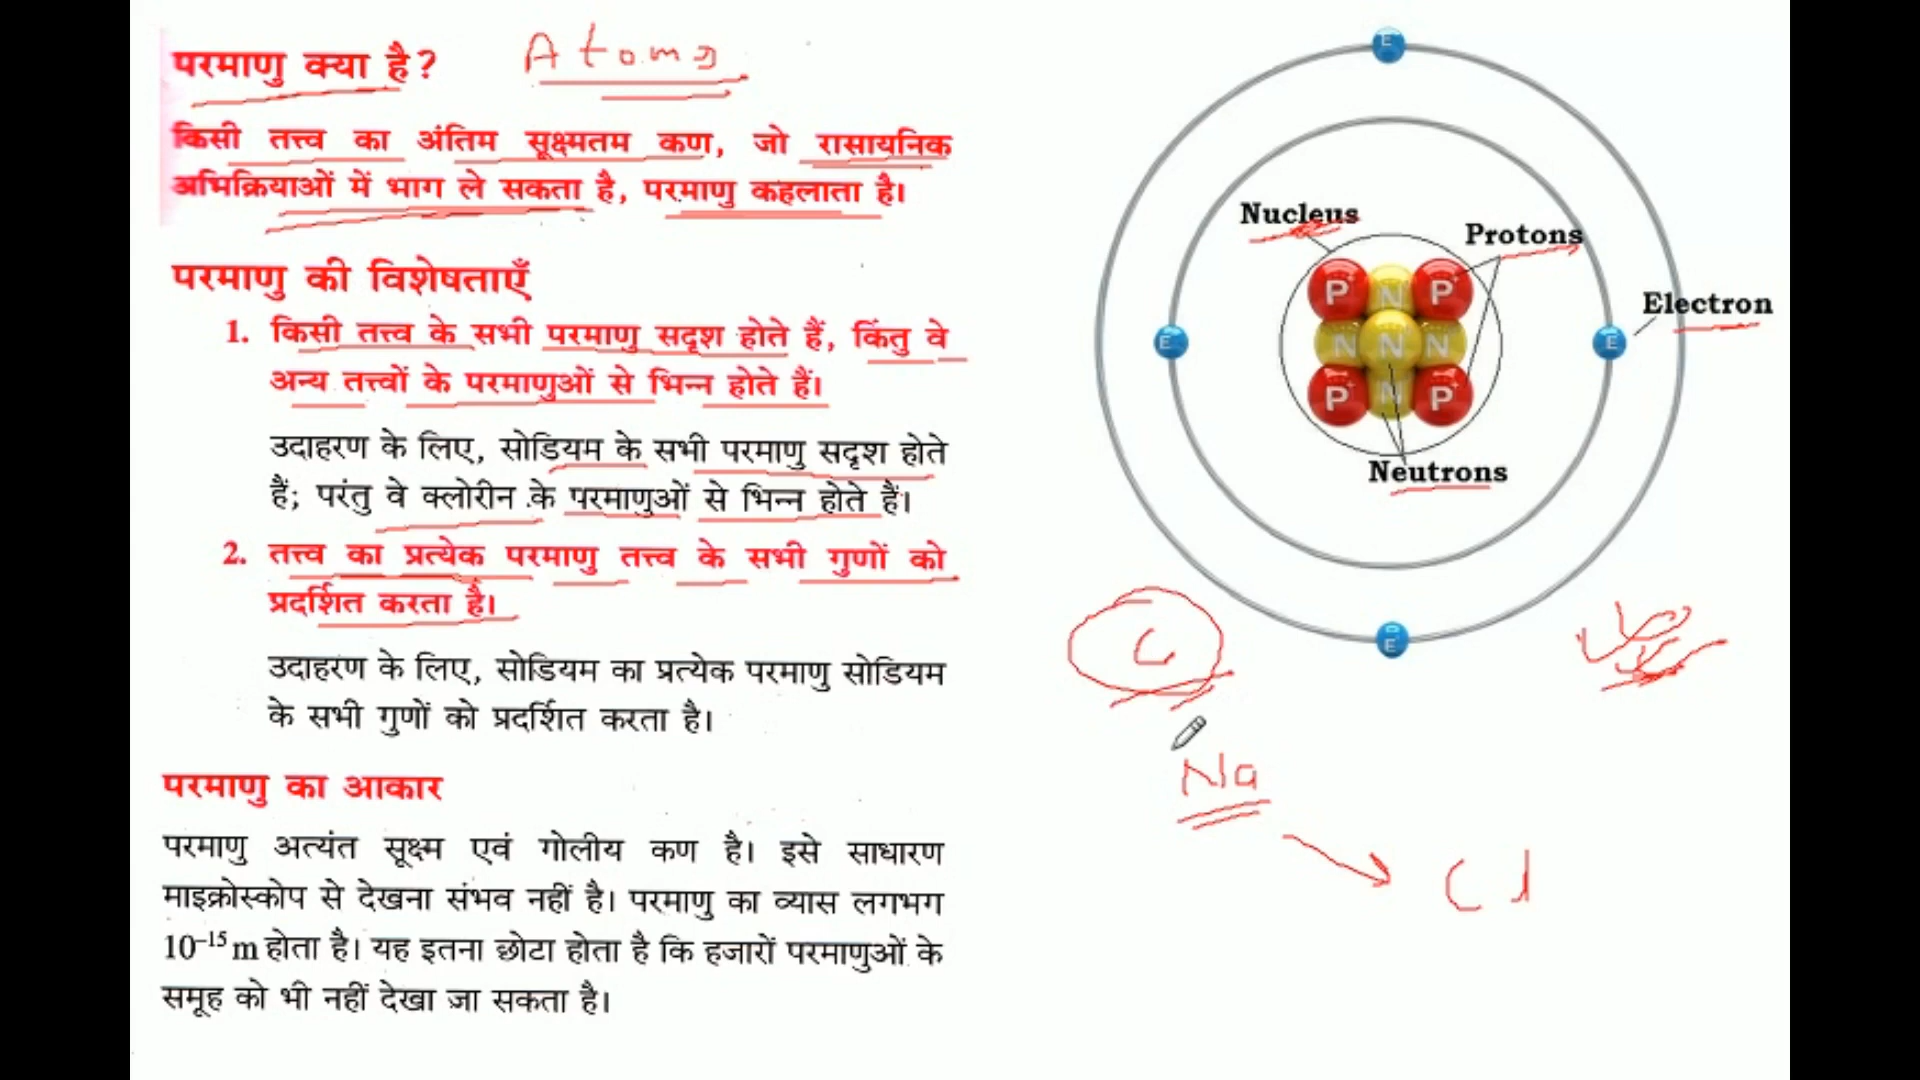 परमाणु क्या है?
Atoms
किसी तत्त्व का अंतिम सूक्ष्मतम कण, जो रासायनिक
अभिक्रियाओं में भाग ले सकता है, परमाणु कहलाता है।
परमाणु की विशेषताएँ
1. किसी तत्त्व के सभी परमाणु सदृश होते हैं, किंतु वे
अन्य तत्त्वों के परमाणुओं से भिन्न होते हैं।
उदाहरण के लिए, सोडियम के सभी परमाणु सदृश होते
हैं; परंतु वे क्लोरीन के परमाणुओं से भिन्न होते हैं।
2. तत्त्व का प्रत्येक परमाणु तत्त्व के सभी गुणों को
प्रदर्शित करता है।
उदाहरण के लिए, सोडियम का प्रत्येक परमाणु सोडियम
के सभी गुणों को प्रदर्शित करता है।
परमाणु का आकार
परमाणु अत्यंत सूक्ष्म एवं गोलीय कण है। इसे साधारण
माइक्रोस्कोप से देखना संभव नहीं है। परमाणु का व्यास लगभग
10⁻¹⁵ m होता है। यह इतना छोटा होता है कि हजारों परमाणुओं के
समूह को भी नहीं देखा जा सकता है।
E
Nucleus
Protons
Electron
P N P
E N N N E
P N P
Neutrons
E
C
Na
Cl